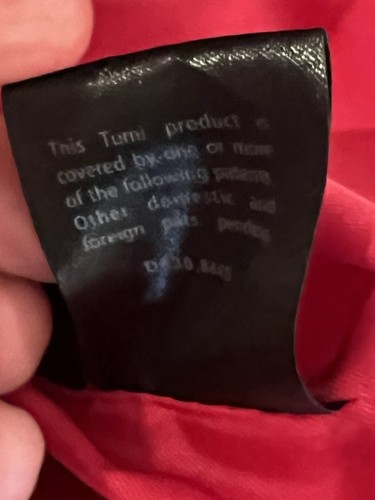 This Tumi product is
covered by one or more
of the following patents
Other domestic and
foreign pats pending